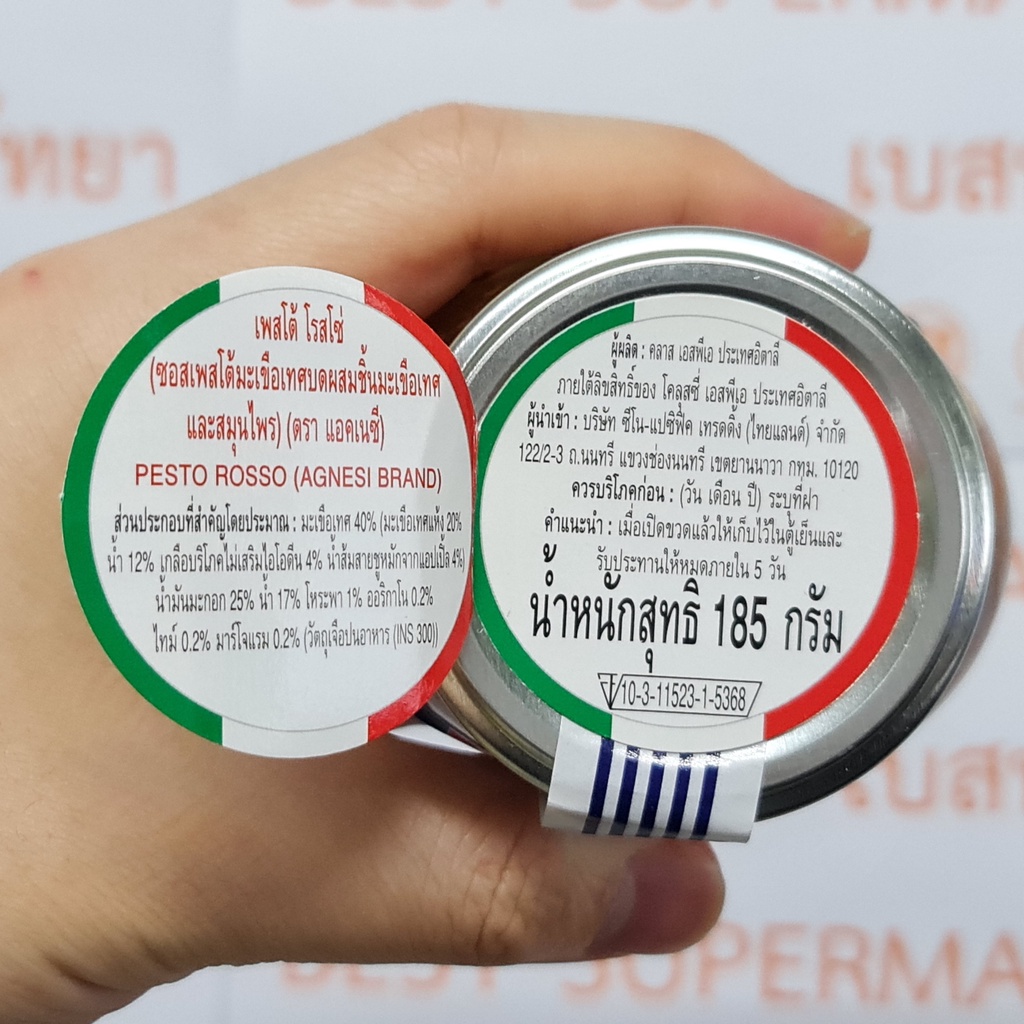 BEST SUPERMA
ัทยา
เบสท
เพสโต้ โรสโซ่
(ซอสเพสโต้มะเขือเทศบดผสมชิ้นมะเขือเทศ
และสมุนไพร) (ตรา แอคเนซี)
PESTO ROSSO (AGNESI BRAND)
ส่วนประกอบที่สำคัญโดยประมาณ : มะเขือเทศ 40% (มะเขือเทศแห้ง 20%
น้ำ 12% เกลือบริโภคไม่เสริมไอโอดีน 4% น้ำส้มสายชูหมักจากแอปเปิ้ล 4%)
น้ำมันมะกอก 25% น้ำ 17% โหระพา 1% ออริกาโน 0.2%
ไทม์ 0.2% มาร์โจแรม 0.2% (วัตถุเจือปนอาหาร (INS 300))
ผู้ผลิต : คลาส เอสพีเอ ประเทศอิตาลี
ภายใต้ลิขสิทธิ์ของ โคลุสซี่ เอสพีเอ ประเทศอิตาลี
ผู้นำเข้า : บริษัท ซีโน-แปซิฟิค เทรดดิ้ง (ไทยแลนด์) จำกัด
122/2-3 ถ.นนทรี แขวงช่องนนทรี เขตยานนาวา กทม. 10120
ควรบริโภคก่อน : (วัน เดือน ปี) ระบุที่ฝา
คำแนะนำ : เมื่อเปิดขวดแล้วให้เก็บไว้ในตู้เย็นและ
รับประทานให้หมดภายใน 5 วัน
น้ำหนักสุทธิ 185 กรัม
10-3-11523-1-5368
เบสท
BEST SUPERMA